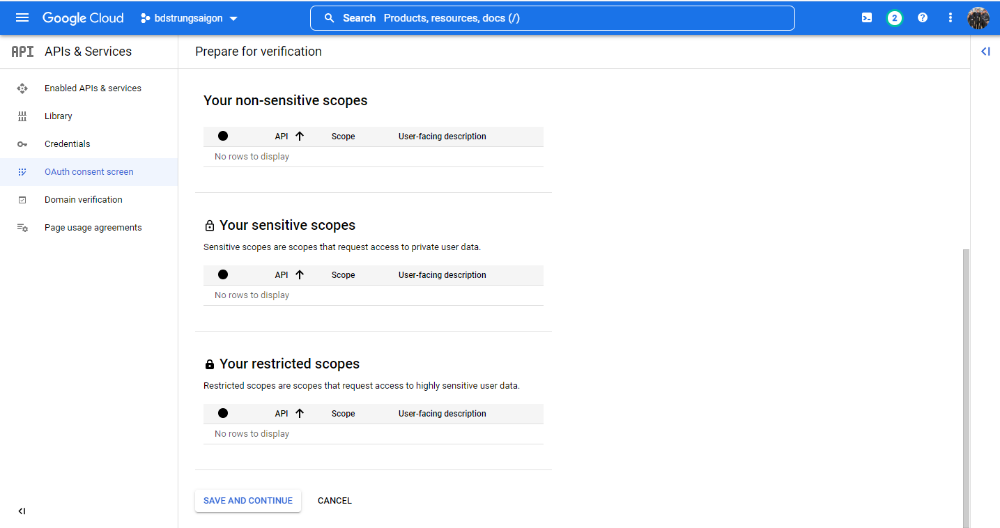 Google Cloud
bdstrungsaigon
Search Products, resources, docs (/)
2
API APIs & Services
Prepare for verification
Enabled APIs & services
Library
Credentials
OAuth consent screen
Domain verification
Page usage agreements
Your non-sensitive scopes
API Scope User-facing description
No rows to display
Your sensitive scopes
Sensitive scopes are scopes that request access to private user data.
API Scope User-facing description
No rows to display
Your restricted scopes
Restricted scopes are scopes that request access to highly sensitive user data.
API Scope User-facing description
No rows to display
SAVE AND CONTINUE CANCEL